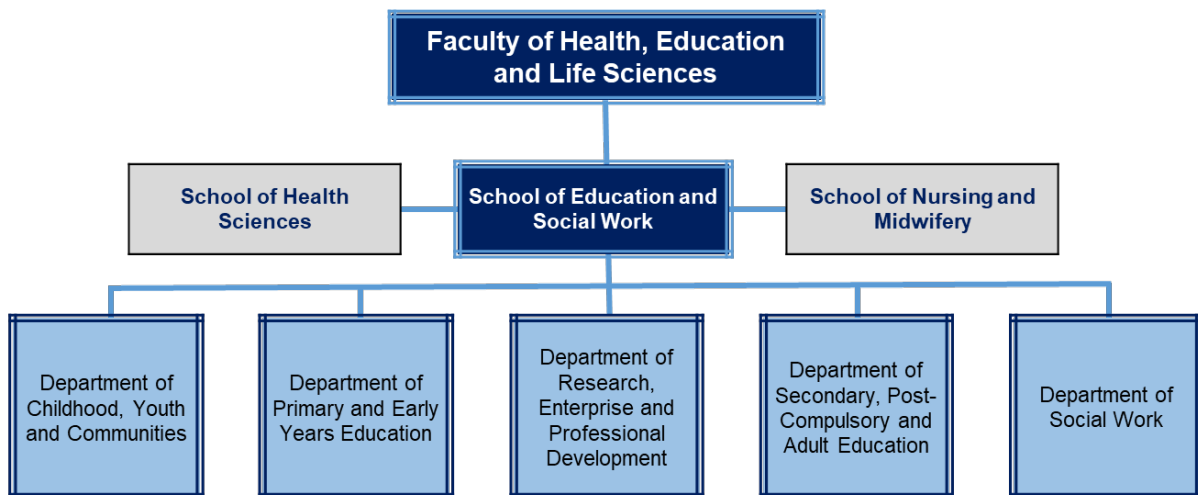 Faculty of Health, Education
and Life Sciences
School of Health
Sciences
School of Education and
Social Work
School of Nursing and
Midwifery
Department of
Childhood, Youth
and Communities
Department of
Primary and Early
Years Education
Department of
Research,
Enterprise and
Professional
Development
Department of
Secondary, Post-
Compulsory and
Adult Education
Department of
Social Work